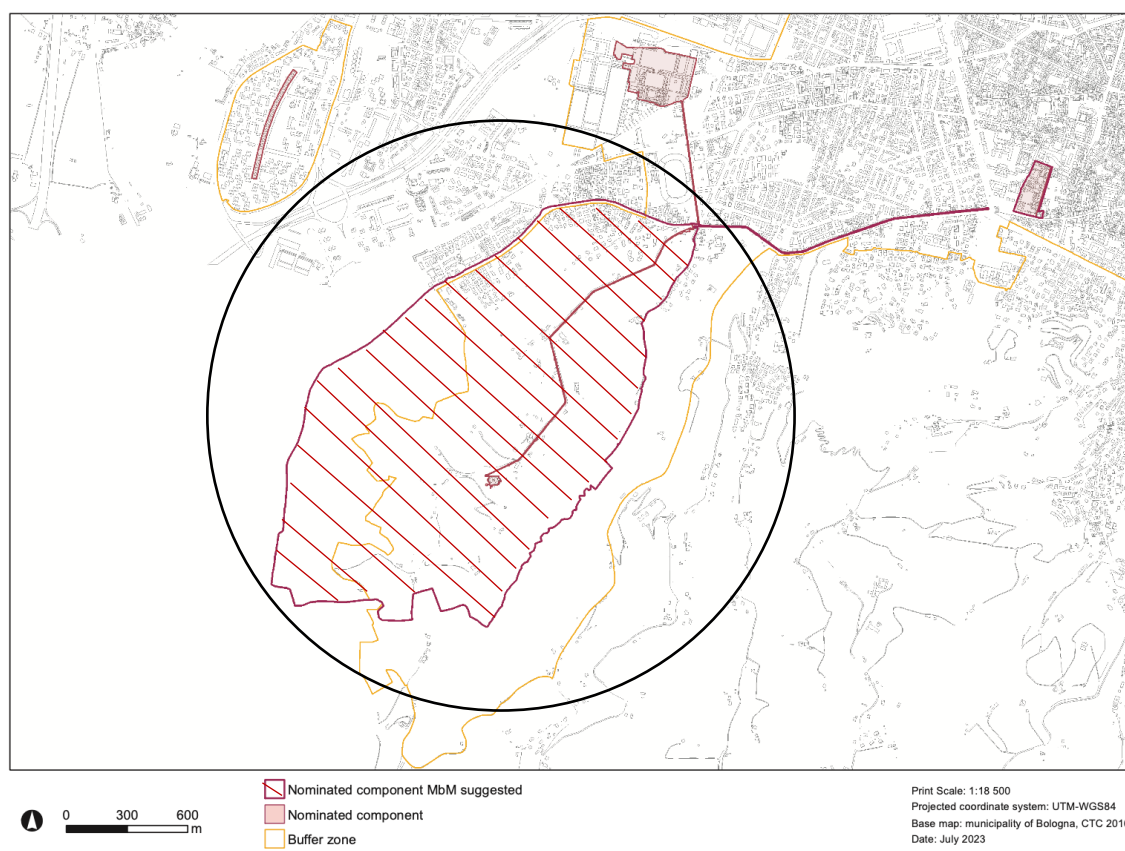 Nominated component MbM suggested
Nominated component
Buffer zone
0 300 600
m
Print Scale: 1:18 500
Projected coordinate system: UTM-WGS84
Base map: municipality of Bologna, CTC
Date: July 2023